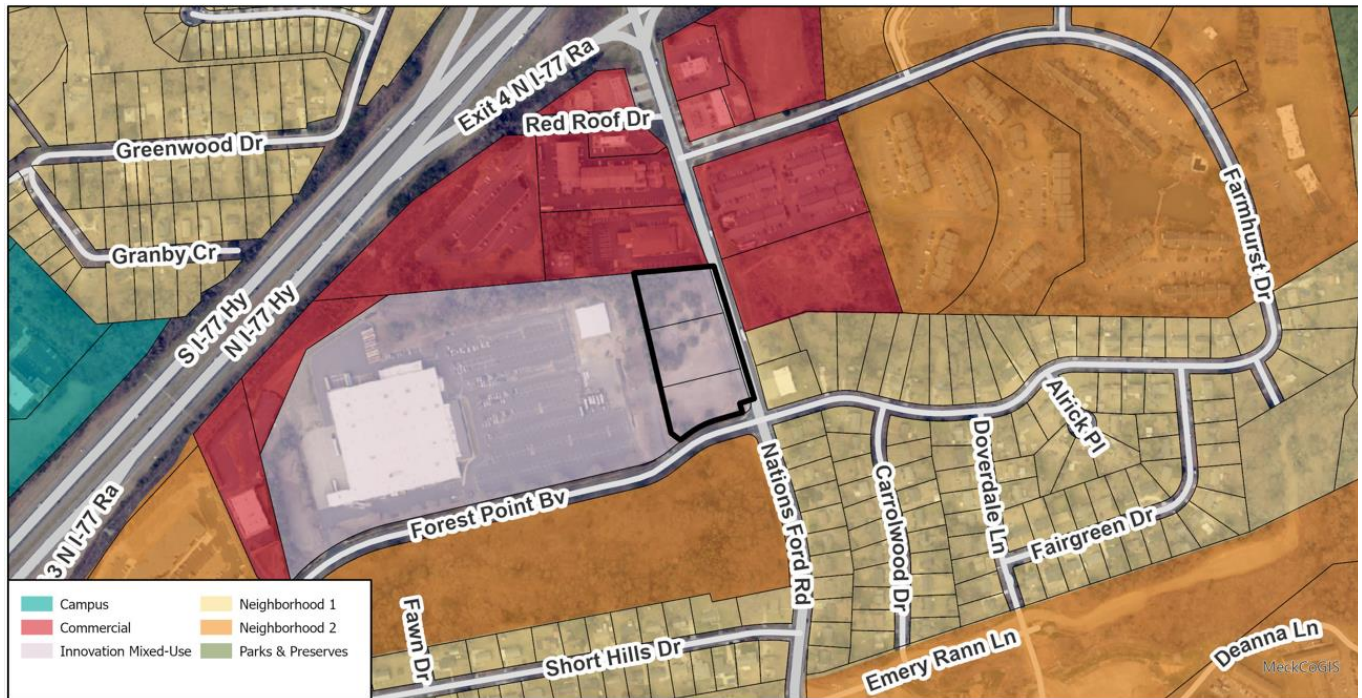 Exit 4 N I-77 Ra
Red Roof Dr
Greenwood Dr
Granby Cr
S I-77 Hy
N I-77 Hy
Farmhurst Dr
Alrick Pl
Doverdale Ln
Carrolwood Dr
Nations Ford Rd
Forest Point Bv
Fairgreen Dr
3 N I-77 Ra
Fawn Dr
Short Hills Dr
Emery Rann Ln
Deanna Ln
MeckCoGIS
Campus
Commercial
Innovation Mixed-Use
Neighborhood 1
Neighborhood 2
Parks & Preserves